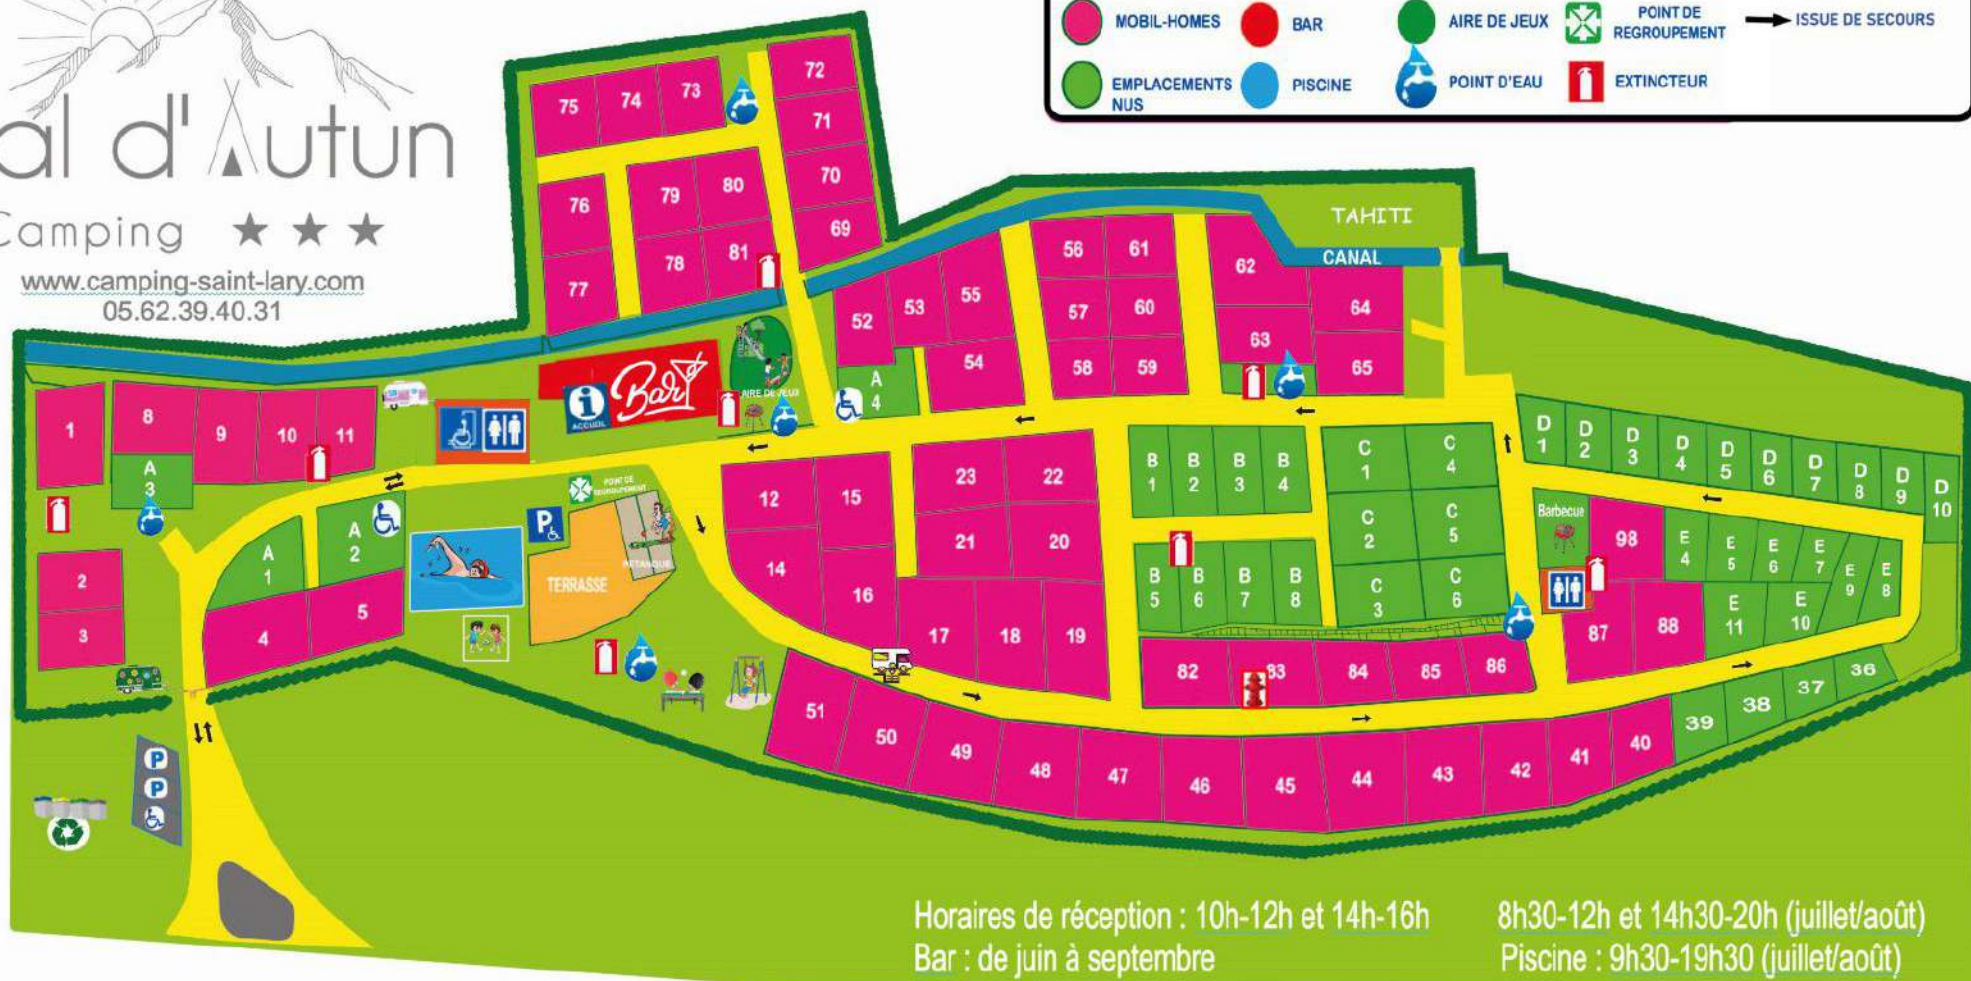 al d'Autun
Camping
www.camping-saint-lary.com
05.62.39.40.31
MOBIL-HOMES
BAR
AIRE DE JEUX
POINT DE
REGROUPEMENT
ISSUE DE SECOURS
EMPLACEMENTS
NUS
PISCINE
POINT D'EAU
EXTINCTEUR
75
74
73
72
71
70
69
76
79
80
77
78
81
TAHITI
CANAL
52
53
55
54
56
61
57
60
58
59
62
63
64
65
1
8
9
10
11
A
3
i
ACCUEIL
Bar
AIRE DE JEUX
A
4
2
3
A
1
A
2
4
5
POINT DE
REGROUPEMENT
P
TERRASSE
PETANQUE
12
15
14
16
23
22
21
20
17
18
19
B
1
B
2
B
3
B
4
B
5
B
6
B
7
B
8
C
1
C
4
C
2
C
5
C
3
C
6
D
1
D
2
D
3
D
4
D
5
D
6
D
7
D
8
D
9
D
10
Barbecue
98
E
4
E
5
E
6
E
7
E
9
E
8
87
88
E
11
E
10
82
83
84
85
86
51
50
49
48
47
46
45
44
43
42
41
40
39
38
37
36
P
P
Horaires de réception : 10h-12h et 14h-16h
8h30-12h et 14h30-20h (juillet/août)
Bar : de juin à septembre
Piscine : 9h30-19h30 (juillet/août)